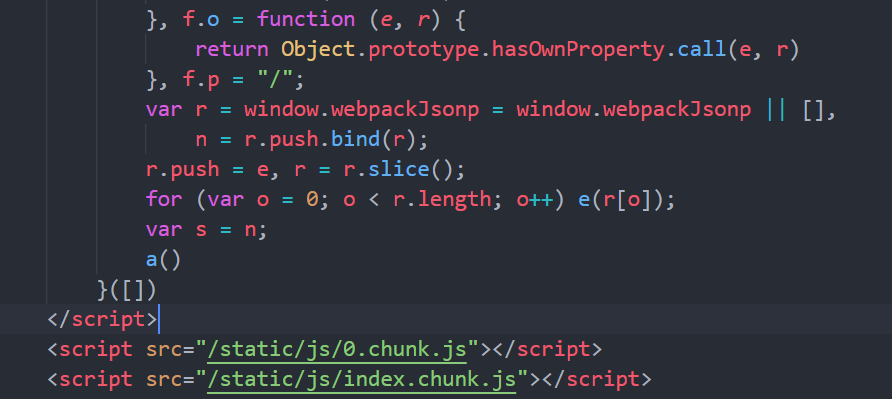 }, f.o = function (e, r) {
return Object.prototype.hasOwnProperty.call(e, r)
}, f.p = "/";
var r = window.webpackJsonp = window.webpackJsonp || [],
n = r.push.bind(r);
r.push = e, r = r.slice();
for (var o = 0; o < r.length; o++) e(r[o]);
var s = n;
a()
}([])
</script>
<script src="/static/js/0.chunk.js"></script>
<script src="/static/js/index.chunk.js"></script>